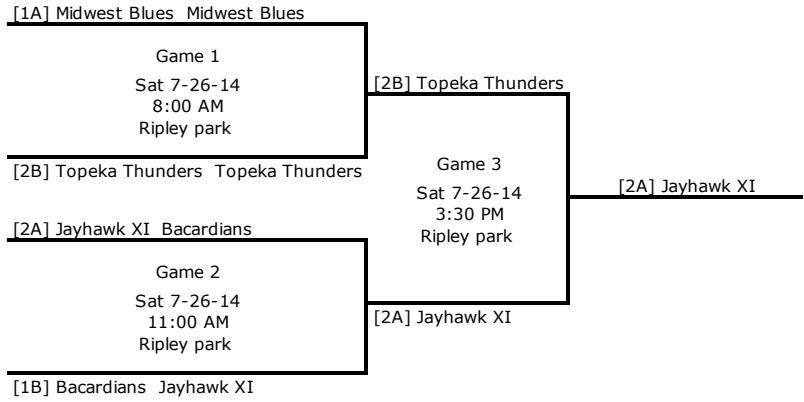 [1A] Midwest Blues  Midwest Blues
Game 1
Sat 7-26-14
8:00 AM
Ripley park
[2B] Topeka Thunders  Topeka Thunders
[2A] Jayhawk XI  Bacardians
Game 2
Sat 7-26-14
11:00 AM
Ripley park
[1B] Bacardians  Jayhawk XI
[2B] Topeka Thunders
Game 3
Sat 7-26-14
3:30 PM
Ripley park
[2A] Jayhawk XI
[2A] Jayhawk XI